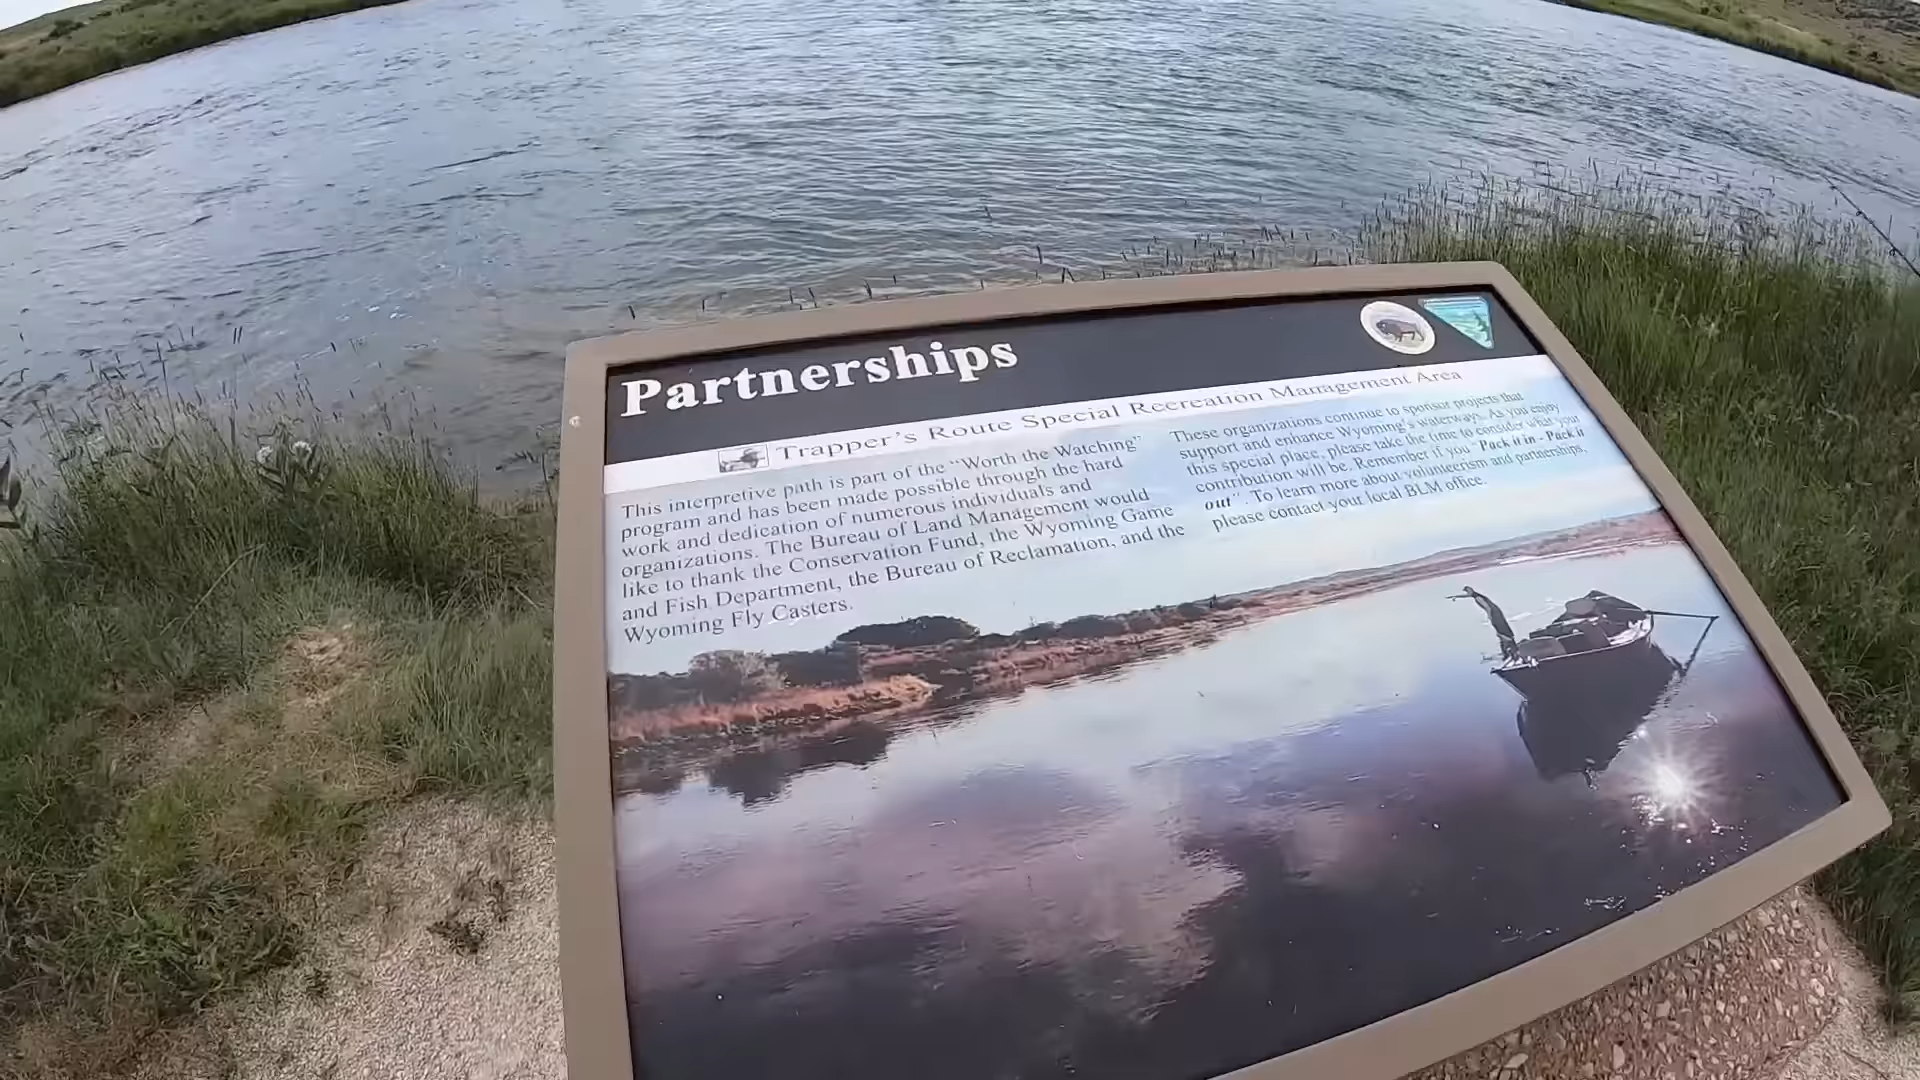 Partnerships
Trapper's Route Special Recreation Management Area
This interpretive path is part of the "Worth the Watching"
program and has been made possible through the hard
work and dedication of numerous individuals and
organizations. The Bureau of Land Management would
like to thank the Conservation Fund, the Wyoming Game
and Fish Department, the Bureau of Reclamation, and the
Wyoming Fly Casters.
These organizations continue to sponsor projects that
support and enhance Wyoming's waterways. As you enjoy
this special place, please take the time to consider what your
contribution will be. Remember if you "Pack it in - Pack it
out". To learn more about volunteerism and partnerships,
please contact your local BLM office.